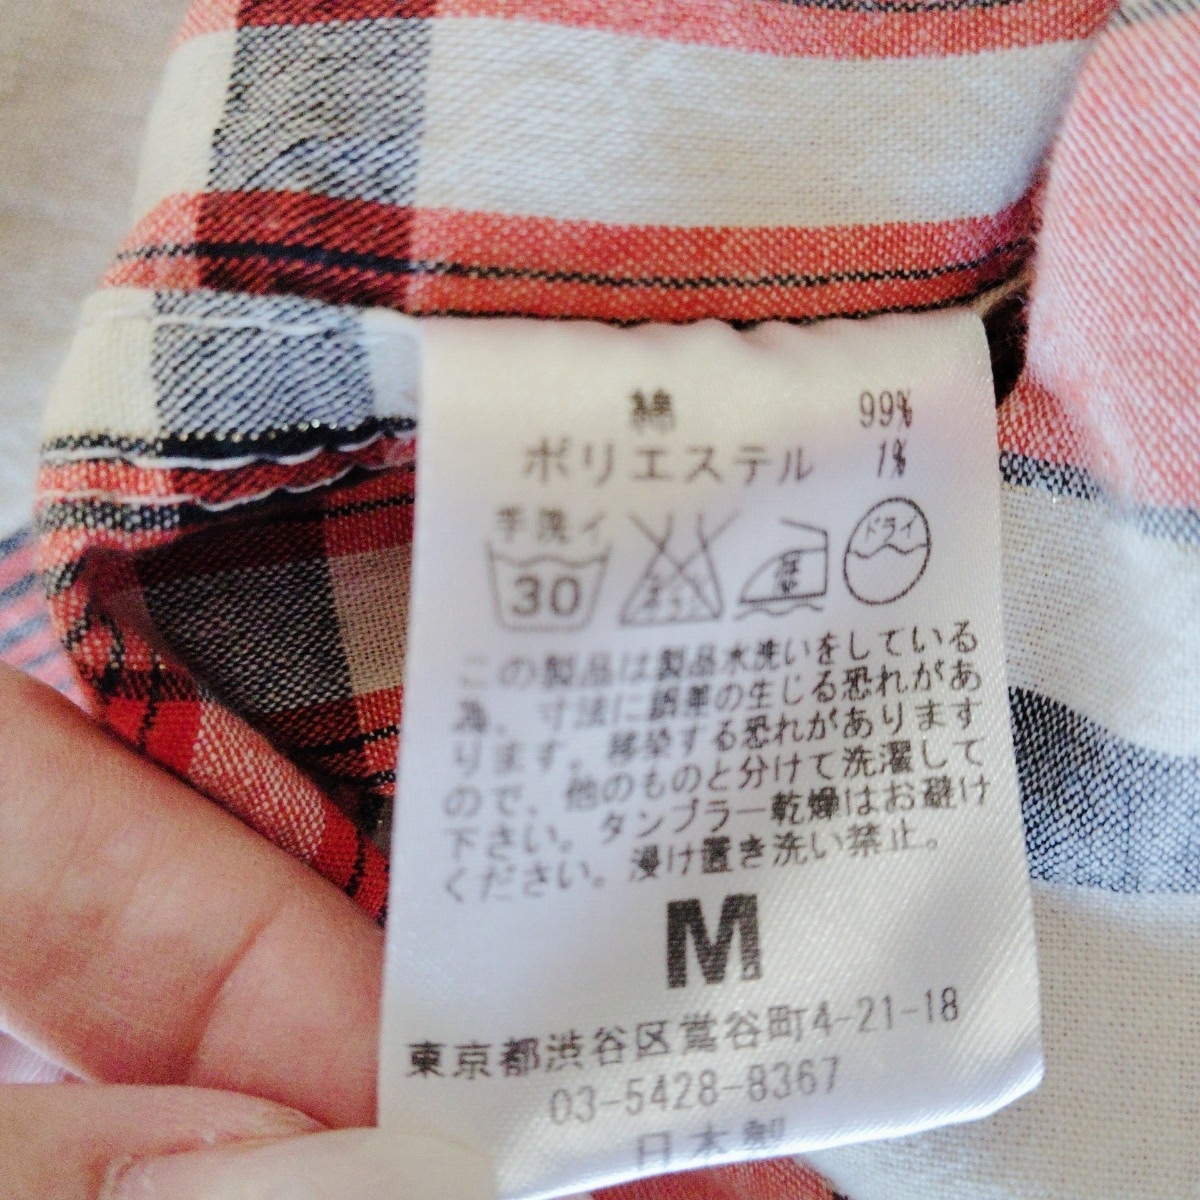 綿 99%
ポリエステル 1%
手洗イ ドライ
30
この製品は製品水洗いをしている
為、寸法に誤差の生じる恐れがあ
ります。移染する恐れがあります
ので、他のものと分けて洗濯して
下さい。タンブラー乾燥はお避け
ください。浸け置き洗い禁止。
M
東京都渋谷区鶯谷町4-21-18
03-5428-8367
日本製